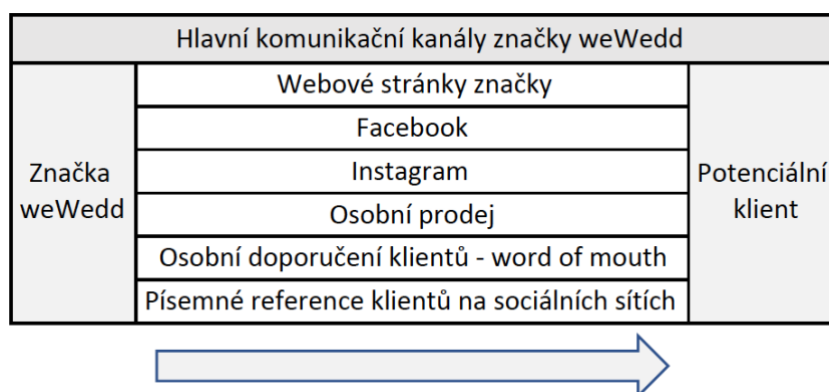 Hlavní komunikační kanály značky weWedd
Značka
weWedd
Webové stránky značky
Facebook
Instagram
Osobní prodej
Osobní doporučení klientů - word of mouth
Písemné reference klientů na sociálních sítích
Potenciální
klient